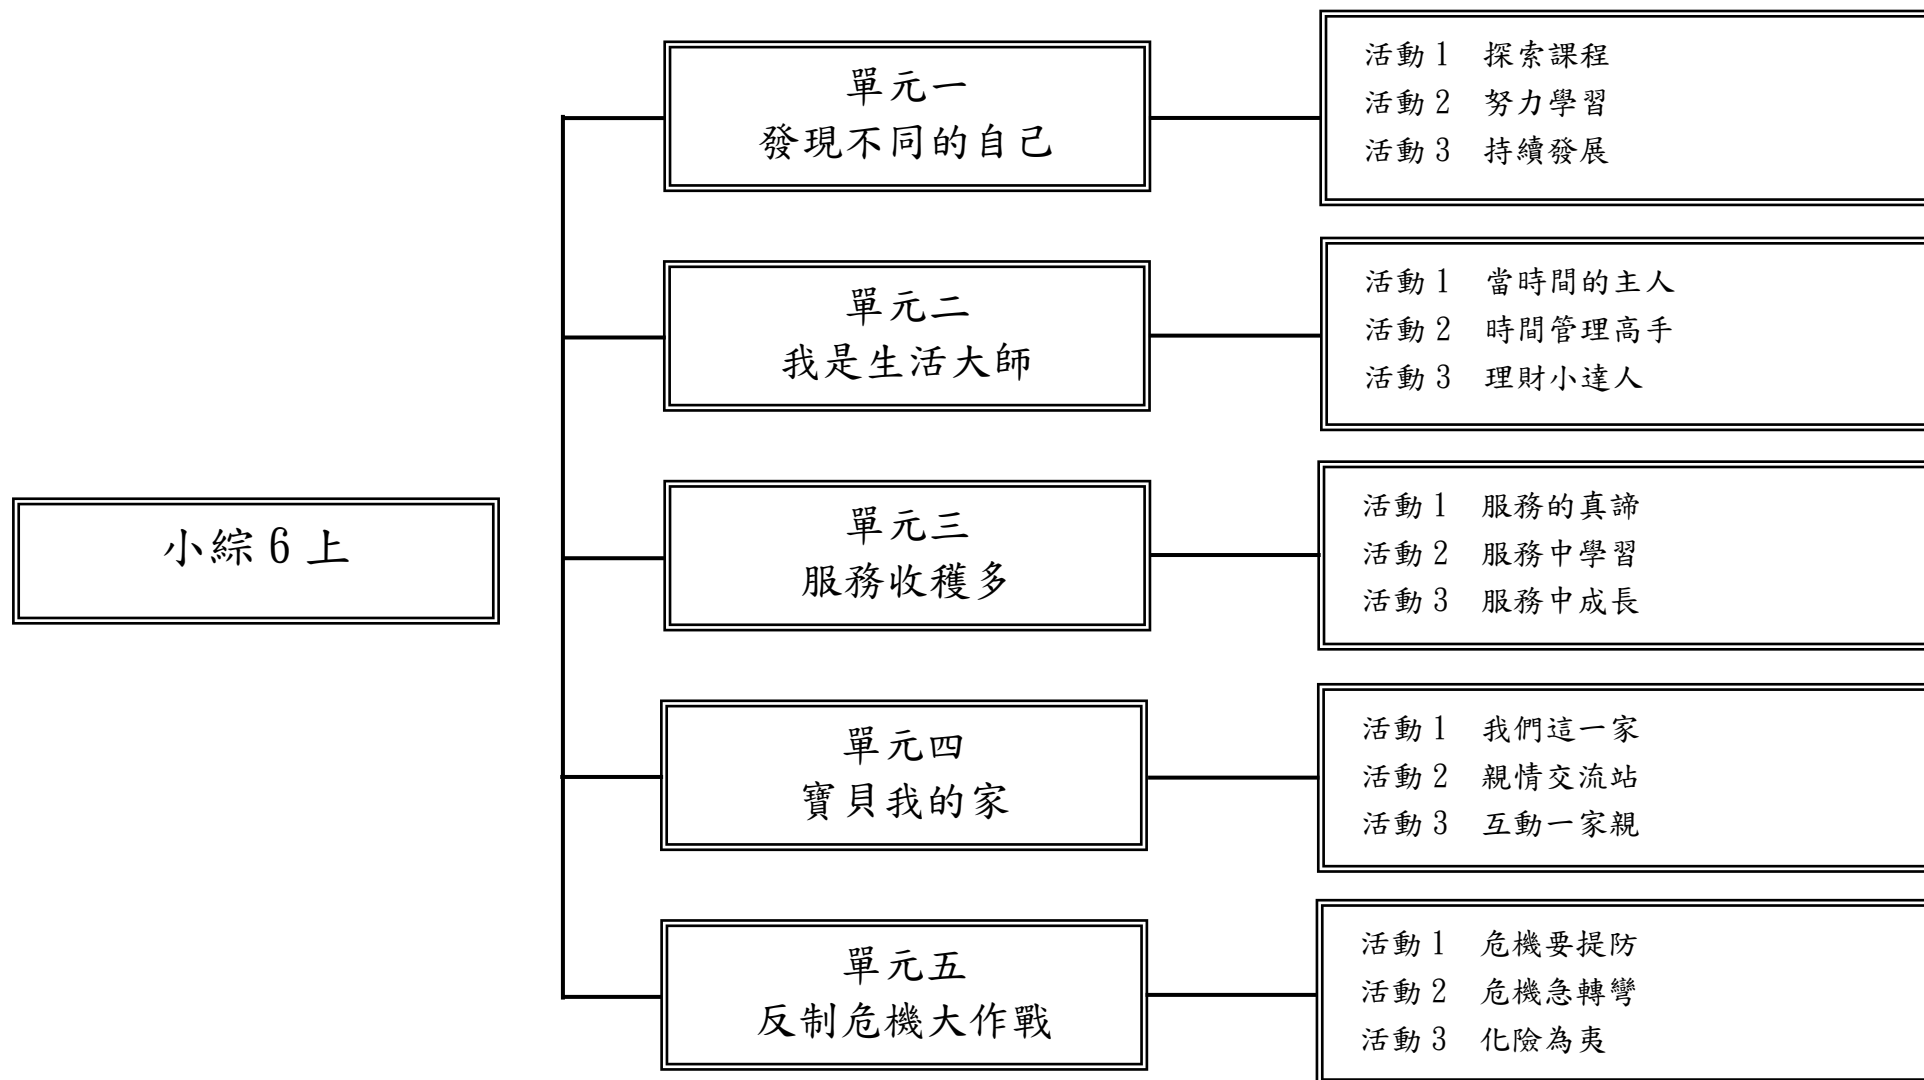 小綜 6 上
單元一
發現不同的自己
活動 1　探索課程
活動 2　努力學習
活動 3　持續發展
單元二
我是生活大師
活動 1　當時間的主人
活動 2　時間管理高手
活動 3　理財小達人
單元三
服務收穫多
活動 1　服務的真諦
活動 2　服務中學習
活動 3　服務中成長
單元四
寶貝我的家
活動 1　我們這一家
活動 2　親情交流站
活動 3　互動一家親
單元五
反制危機大作戰
活動 1　危機要提防
活動 2　危機急轉彎
活動 3　化險為夷